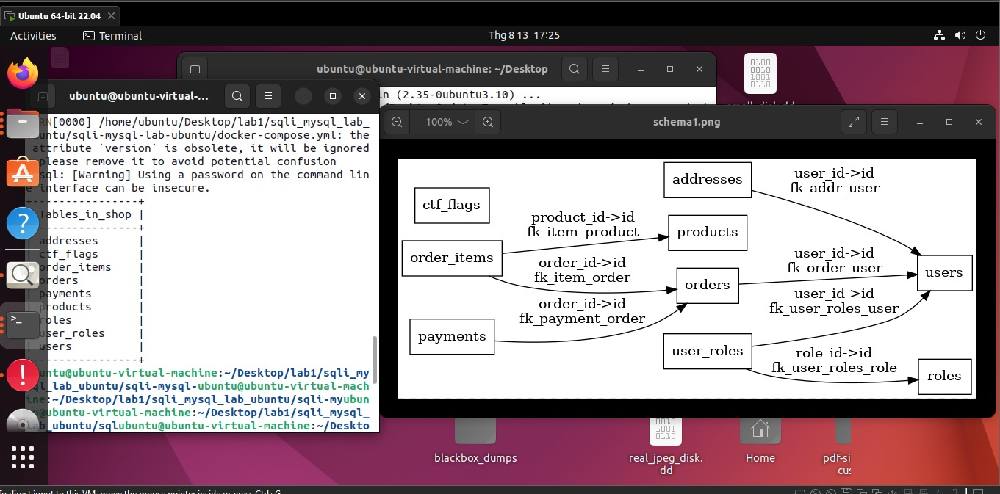 Ubuntu 64-bit 22.04
Activities
Terminal
Thg 8 13 17:25
ubuntu@ubuntu-virtual-machine: ~/Desktop
in (2.35-0ubuntu3.10) ...
ubuntu@ubuntu-virtual-...
RN[0000] /home/ubuntu/Desktop/lab1/sqli_mysql_lab_
untu/sqli-mysql-lab-ubuntu/docker-compose.yml: the
attribute `version` is obsolete, it will be ignored
please remove it to avoid potential confusion
sql: [Warning] Using a password on the command lin
e interface can be insecure.
+---------------+
Tables_in_shop |
+---------------+
| addresses |
| ctf_flags |
| order_items |
| orders |
| payments |
| products |
| roles |
| user_roles |
| users |
+---------------+
untu@ubuntu-virtual-machine:~/Desktop/lab1/sqli_my
ql_lab_ubuntu/sqli-mysql-ubuntu@ubuntu-virtual-mach
ine:~/Desktop/lab1/sqli_mysql_lab_ubuntu/sqli-myubun
u@ubuntu-virtual-machine:~/Desktop/lab1/sqli_mysql_
lab_ubuntu/sqlubuntu@ubuntu-virtual-machine:~/Deskto
100%
schema1.png
addresses
user_id->id
fk_addr_user
ctf_flags
product_id->id
fk_item_product
products
order_items
order_id->id
fk_item_order
orders
user_id->id
fk_order_user
users
order_id->id
fk_payment_order
user_id->id
fk_user_roles_user
payments
user_roles
role_id->id
fk_user_roles_role
roles
blackbox_dumps
real_jpeg_disk.
dd
Home
pdf-si
cus
To direct input to this VM, move the mouse pointer inside or press Ctrl+G.